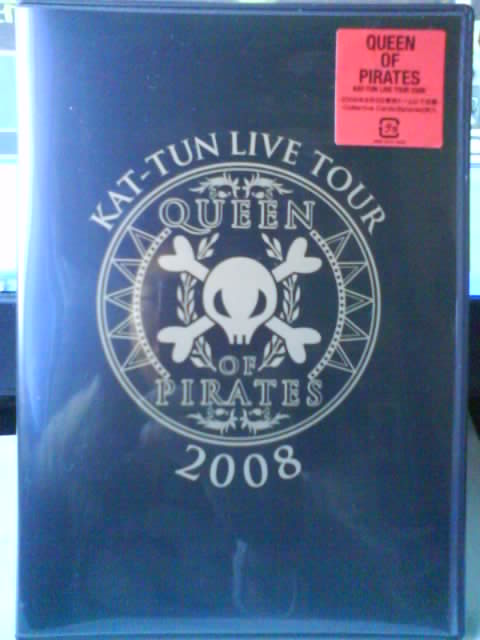 QUEEN
OF
PIRATES
KAT-TUN LIVE TOUR 2008
KAT-TUN LIVE TOUR
QUEEN
OF
PIRATES
2008